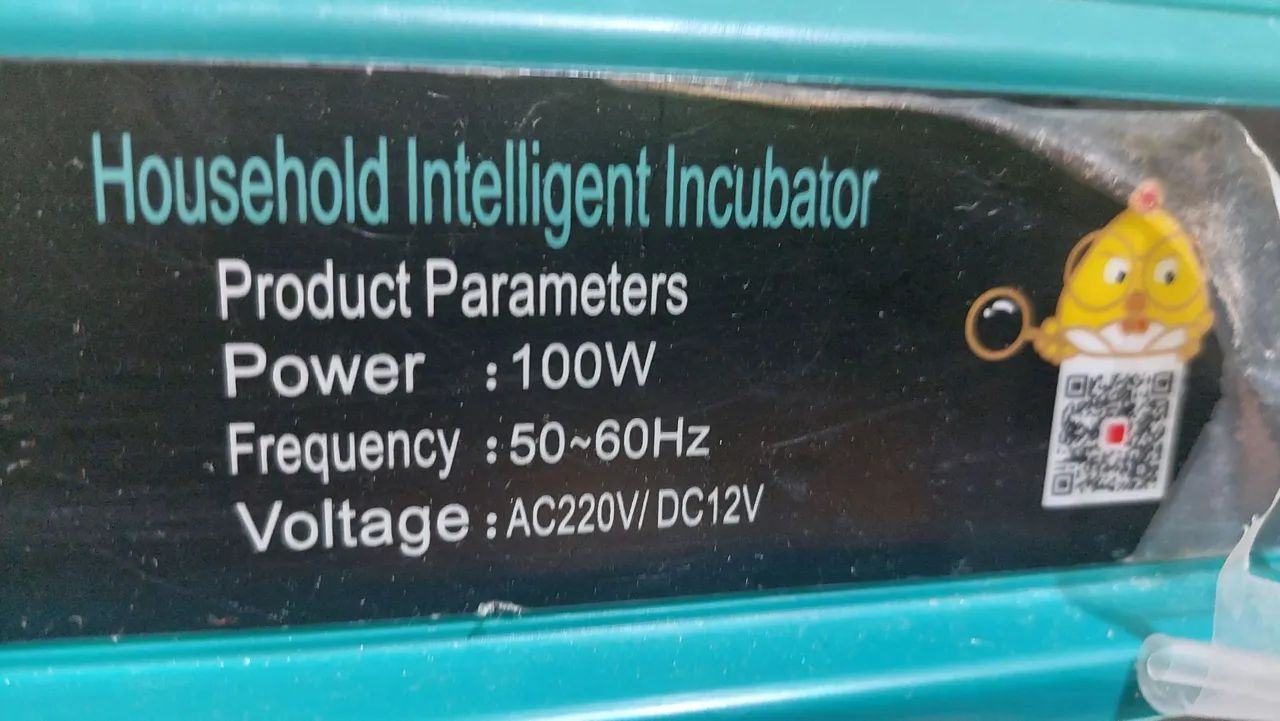 Household Intelligent Incubator
Product Parameters
Power : 100W
Frequency : 50~60Hz
Voltage : AC220V/ DC12V